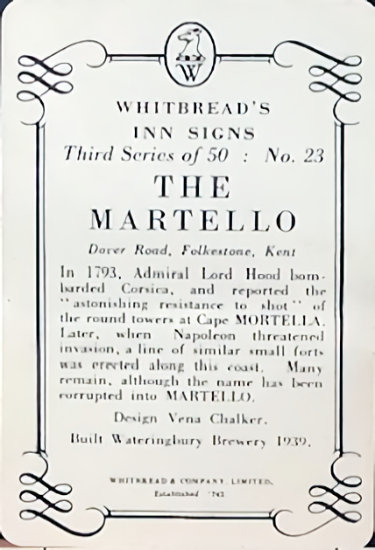 W
WHITBREAD'S
INN SIGNS
Third Series of 50 : No. 23
THE
MARTELLO
Dover Road, Folkestone, Kent
In 1793, Admiral Lord Hood bom-
barded Corsica, and reported the
"astonishing resistance to shot" of
the round towers at Cape MORTELLA.
Later, when Napoleon threatened
invasion, a line of similar small forts
was erected along this coast. Many
remain, although the name has been
corrupted into MARTELLO.
Design Vena Chalker.
Built Wateringbury Brewery 1939.
WHITBREAD & COMPANY, LIMITED.
Established 742.